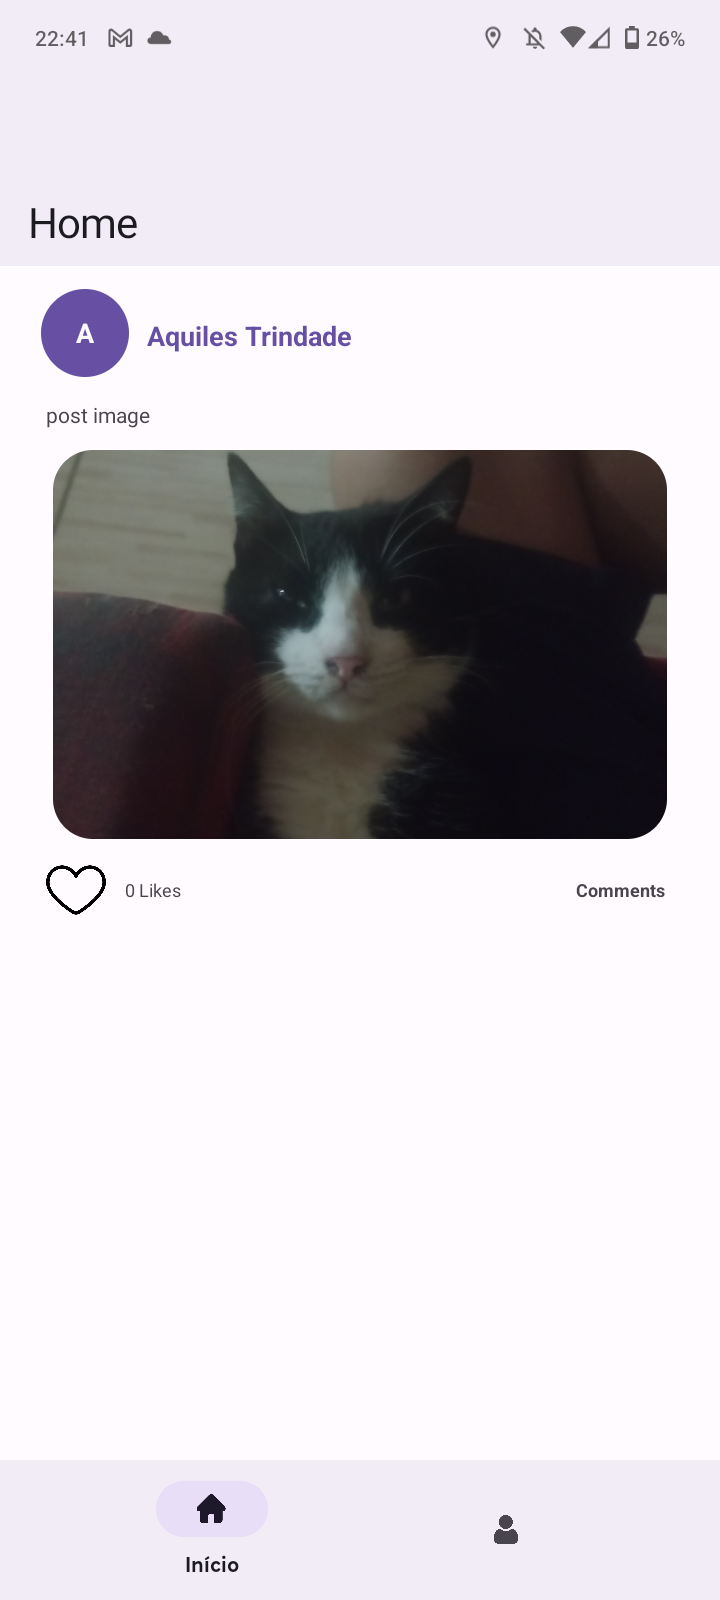 22:41
26%
Home
A
Aquiles Trindade
post image
0 Likes
Comments
Início